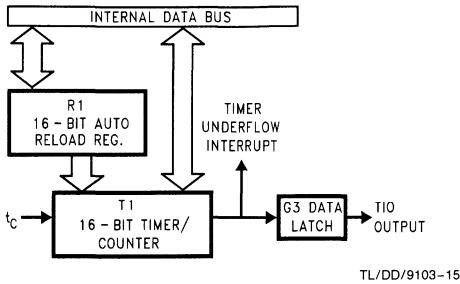 INTERNAL DATA BUS
R1
16-BIT AUTO
RELOAD REG.
TIMER
UNDERFLOW
INTERRUPT
tC
T1
16-BIT TIMER/
COUNTER
G3 DATA
LATCH
TIO
OUTPUT
TL/DD/9103-15